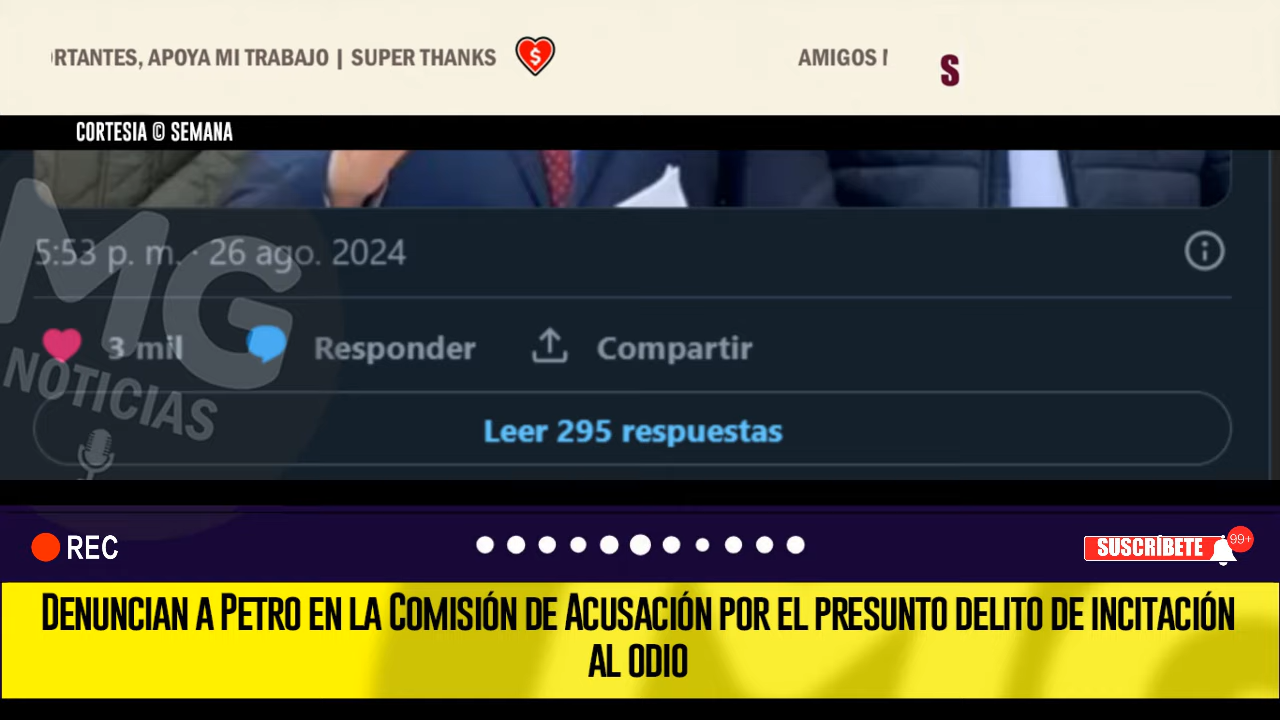 RTANTES, APOYA MI TRABAJO | SUPER THANKS
AMIGOS
S
CORTESIA © SEMANA
5:53 p. m. · 26 ago. 2024
3 mil
Responder
Compartir
Leer 295 respuestas
MG
NOTICIAS
REC
SUSCRÍBETE
99+
DENUNCIAN A PETRO EN LA COMISIÓN DE ACUSACIÓN POR EL PRESUNTO DELITO DE INCITACIÓN
AL ODIO